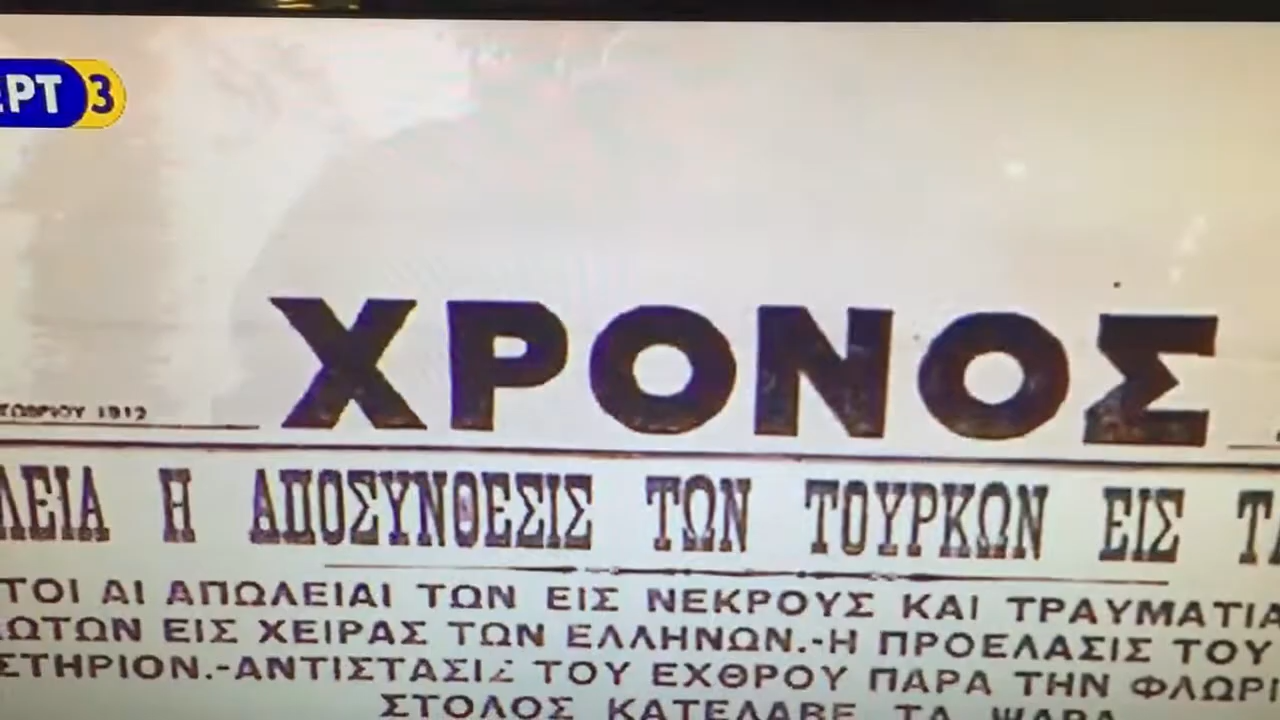 ΕΡΤ3
ΧΡΟΝΟΣ
ΤΩΒΡΙΟΥ 1912
ΛΕΙΑ Η ΑΠΟΣΥΝΘΕΣΙΣ ΤΩΝ ΤΟΥΡΚΩΝ ΕΙΣ ΤΑ
ΤΟΙ ΑΙ ΑΠΩΛΕΙΑΙ ΤΩΝ ΕΙΣ ΝΕΚΡΟΥΣ ΚΑΙ ΤΡΑΥΜΑΤΙΑ
ΩΤΩΝ ΕΙΣ ΧΕΙΡΑΣ ΤΩΝ ΕΛΛΗΝΩΝ.-Η ΠΡΟΕΛΑΣΙΣ ΤΟΥ
ΣΤΗΡΙΟΝ.-ΑΝΤΙΣΤΑΣΙΣ ΤΟΥ ΕΧΘΡΟΥ ΠΑΡΑ ΤΗΝ ΦΛΩΡΙ
ΣΤΟΛΟΣ ΚΑΤΕΛΑΒΕ ΤΑ ΨΑΡΑ